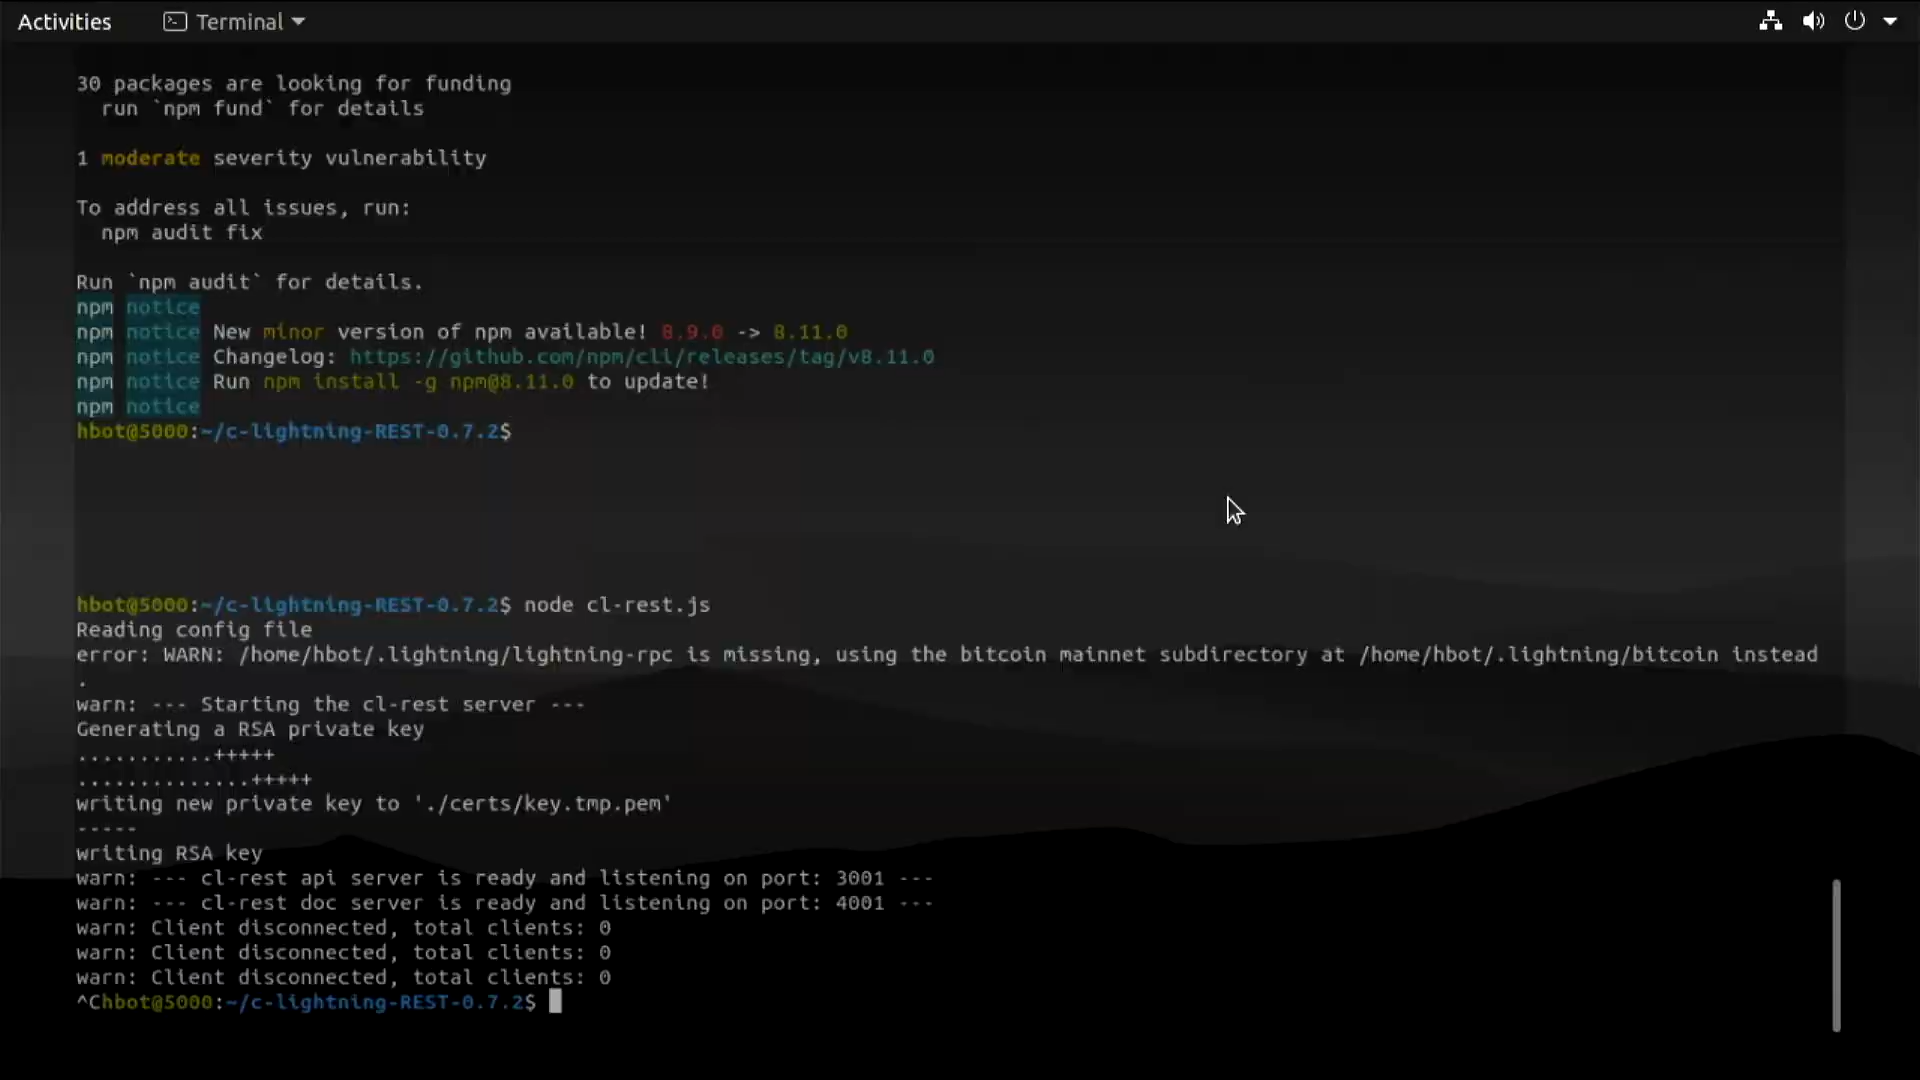 Activities
Terminal
30 packages are looking for funding
  run `npm fund` for details
1 moderate severity vulnerability
To address all issues, run:
  npm audit fix
Run `npm audit` for details.
npm notice
npm notice New minor version of npm available! 8.9.0 -> 8.11.0
npm notice Changelog: https://github.com/npm/cli/releases/tag/v8.11.0
npm notice Run npm install -g npm@8.11.0 to update!
npm notice
hbot@5000:~/c-lightning-REST-0.7.2$
hbot@5000:~/c-lightning-REST-0.7.2$ node cl-rest.js
Reading config file
error: WARN: /home/hbot/.lightning/lightning-rpc is missing, using the bitcoin mainnet subdirectory at /home/hbot/.lightning/bitcoin instead
.
warn: --- Starting the cl-rest server ---
Generating a RSA private key
...........+++++
..............+++++
writing new private key to './certs/key.tmp.pem'
-----
writing RSA key
warn: --- cl-rest api server is ready and listening on port: 3001 ---
warn: --- cl-rest doc server is ready and listening on port: 4001 ---
warn: Client disconnected, total clients: 0
warn: Client disconnected, total clients: 0
warn: Client disconnected, total clients: 0
^Chbot@5000:~/c-lightning-REST-0.7.2$